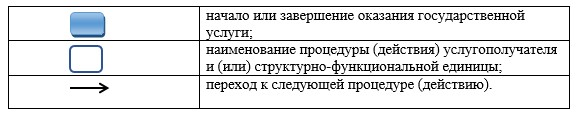 начало или завершение оказания государственной
услуги;
наименование процедуры (действия) услугополучателя
и (или) структурно-функциональной единицы;
переход к следующей процедуре (действию).